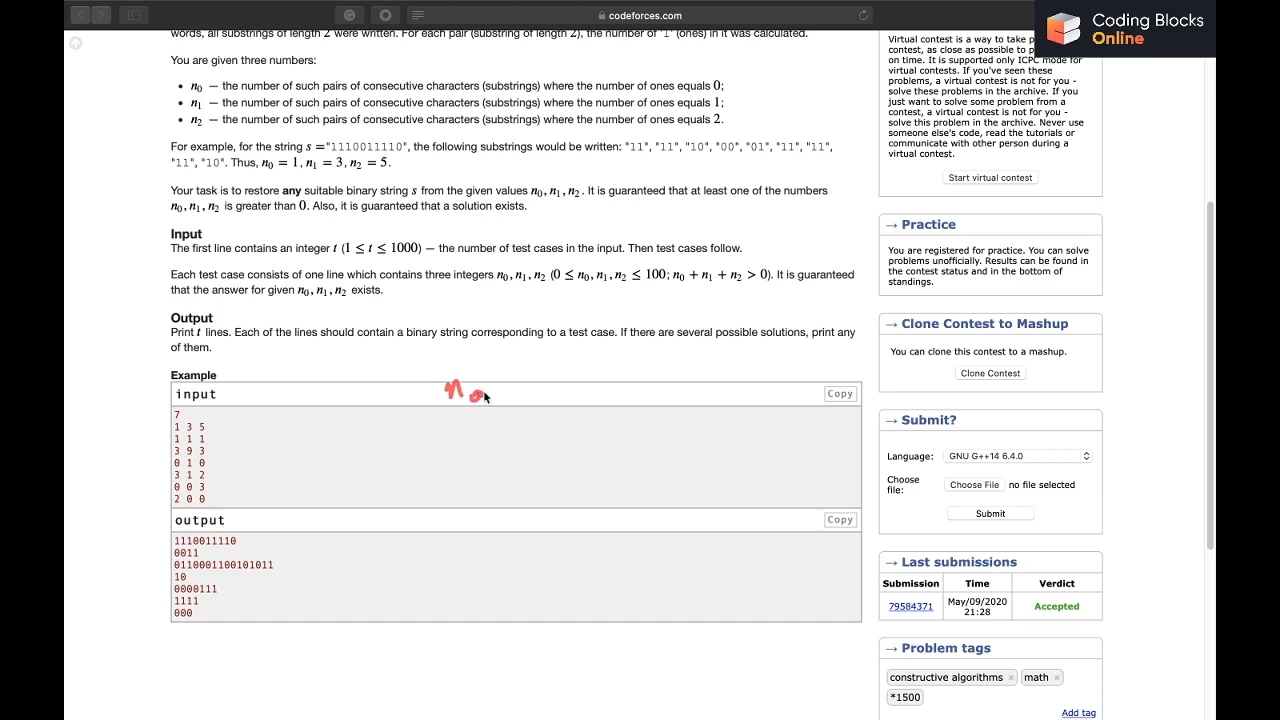 codeforces.com
Coding Blocks
Online
words, all substrings of length 2 were written. For each pair (substring of length 2), the number of '1' (ones) in it was calculated.
You are given three numbers:
• n0 — the number of such pairs of consecutive characters (substrings) where the number of ones equals 0;
• n1 — the number of such pairs of consecutive characters (substrings) where the number of ones equals 1;
• n2 — the number of such pairs of consecutive characters (substrings) where the number of ones equals 2.
For example, for the string s ="1110011110", the following substrings would be written: "11", "11", "10", "00", "01", "11", "11",
"11", "10". Thus, n0 = 1, n1 = 3, n2 = 5.
Your task is to restore any suitable binary string s from the given values n0, n1, n2. It is guaranteed that at least one of the numbers
n0, n1, n2 is greater than 0. Also, it is guaranteed that a solution exists.
Input
The first line contains an integer t (1 ≤ t ≤ 1000) — the number of test cases in the input. Then test cases follow.
Each test case consists of one line which contains three integers n0, n1, n2 (0 ≤ n0, n1, n2 ≤ 100; n0 + n1 + n2 > 0). It is guaranteed
that the answer for given n0, n1, n2 exists.
Output
Print t lines. Each of the lines should contain a binary string corresponding to a test case. If there are several possible solutions, print any
of them.
Example
input
n0
Copy
7
1 3 5
1 1 1
3 9 3
0 1 0
3 1 2
0 0 3
2 0 0
output
Copy
1110011110
0011
0110001100101011
10
0000111
1111
000
Virtual contest is a way to take p
contest, as close as possible to p
on time. It is supported only ICPC mode for
virtual contests. If you've seen these
problems, a virtual contest is not for you -
solve these problems in the archive. If you
just want to solve some problem from a
contest, a virtual contest is not for you -
solve this problem in the archive. Never use
someone else's code, read the tutorials or
communicate with other person during a
virtual contest.
Start virtual contest
→ Practice
You are registered for practice. You can solve
problems unofficially. Results can be found in
the contest status and in the bottom of
standings.
→ Clone Contest to Mashup
You can clone this contest to a mashup.
Clone Contest
→ Submit?
Language: GNU G++14 6.4.0
Choose
file: Choose File no file selected
Submit
→ Last submissions
Submission Time Verdict
79584371 May/09/2020
21:28 Accepted
→ Problem tags
constructive algorithms × math ×
*1500
Add tag